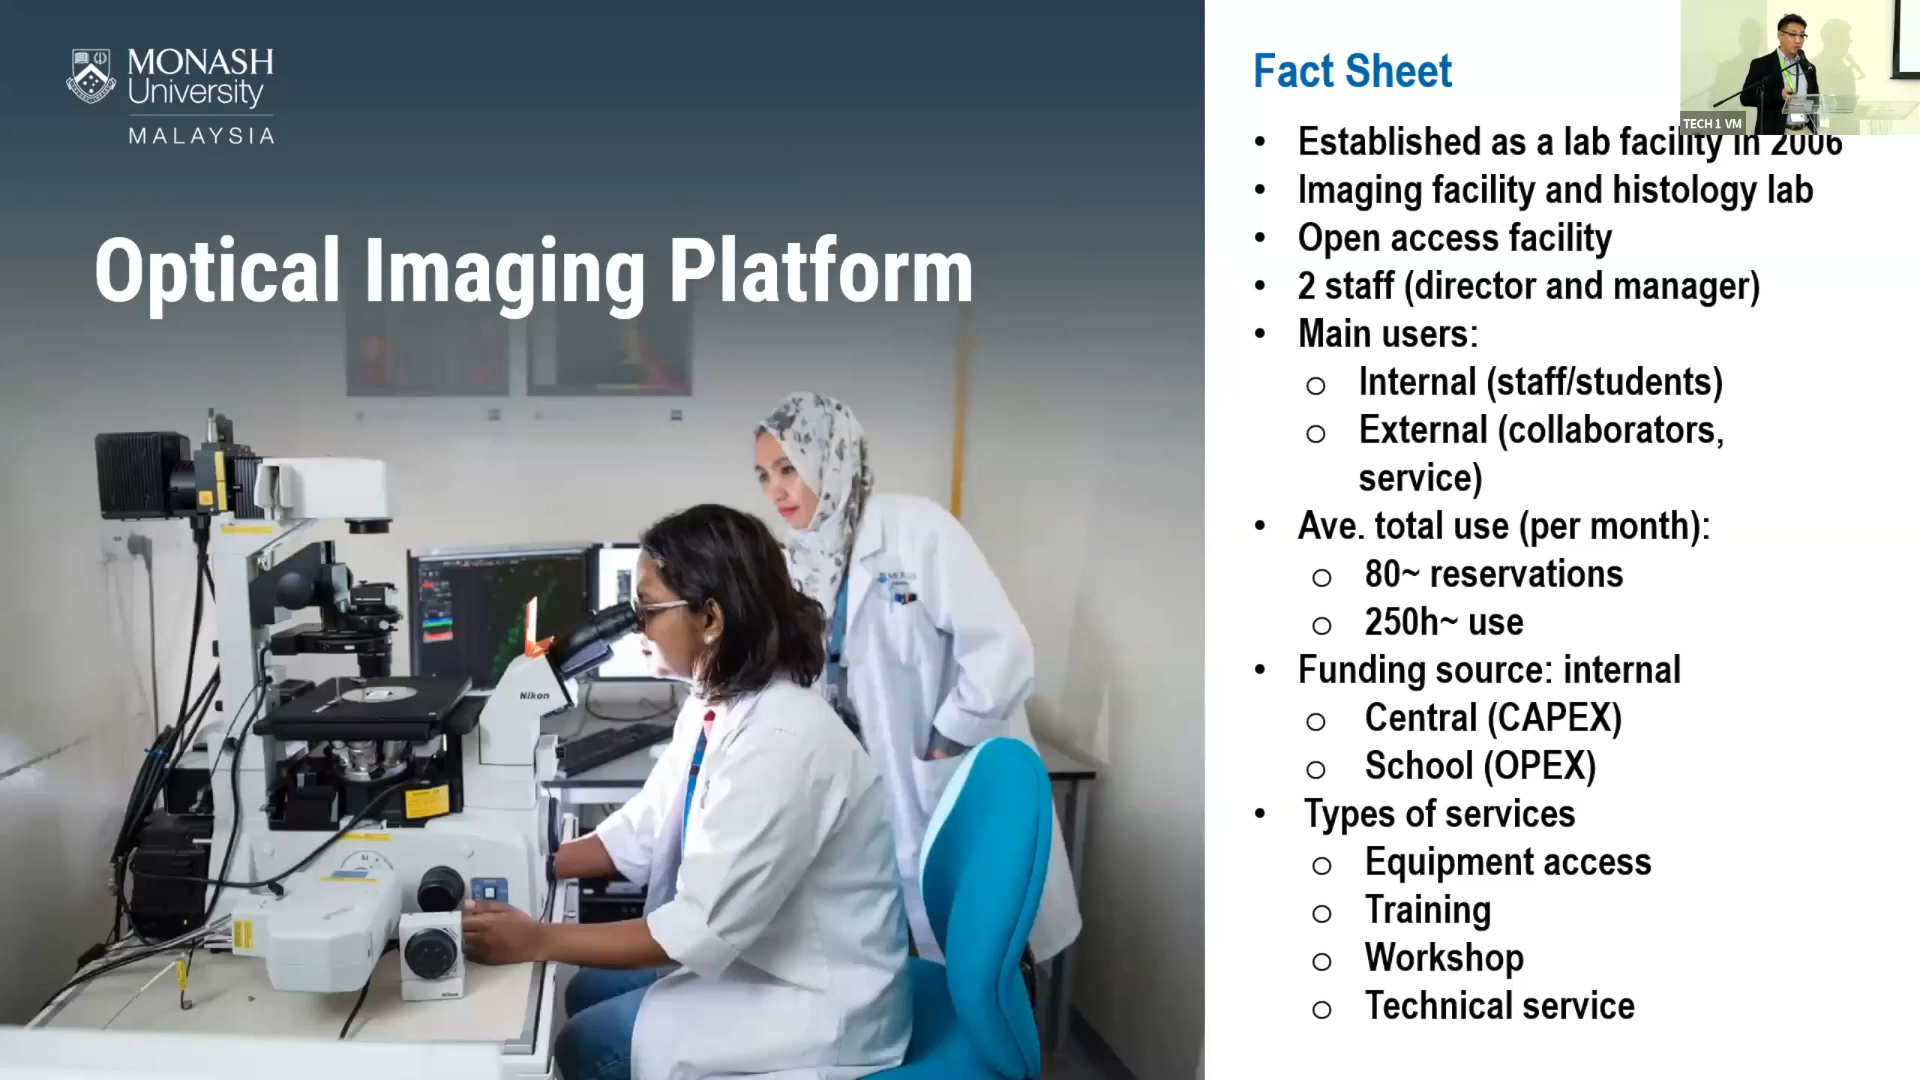 MONASH
University
MALAYSIA
Optical Imaging Platform
Nikon
Fact Sheet
TECH 1 VM
• Established as a lab facility in 2006
• Imaging facility and histology lab
• Open access facility
• 2 staff (director and manager)
• Main users:
o Internal (staff/students)
o External (collaborators,
service)
• Ave. total use (per month):
o 80~ reservations
o 250h~ use
• Funding source: internal
o Central (CAPEX)
o School (OPEX)
• Types of services
o Equipment access
o Training
o Workshop
o Technical service